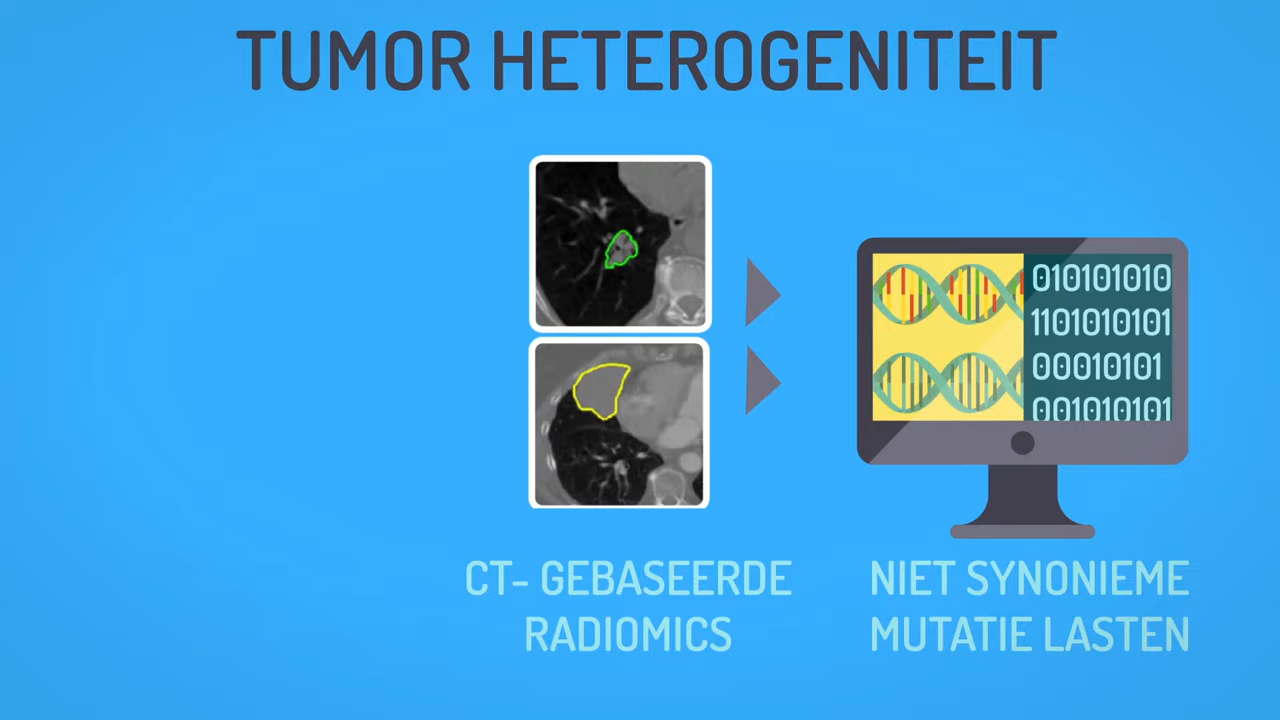 TUMOR HETEROGENITEIT
010101010
1101010101
00010101
001010101
CT- GEBASEERDE
RADIOMICS
NIET SYNONIEME
MUTATIE LASTEN